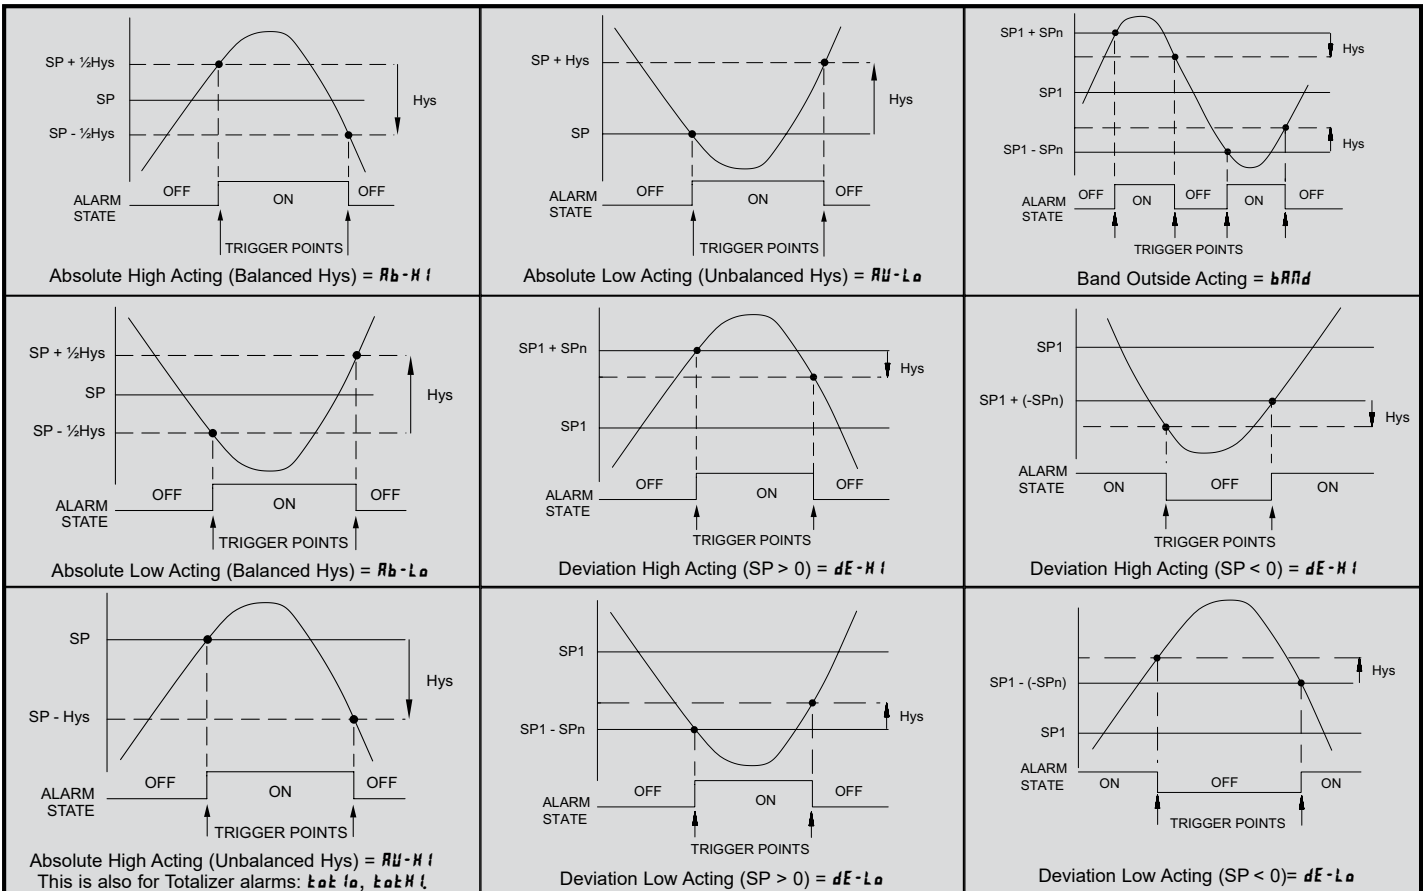 SP + ½Hys
SP
SP - ½Hys
Hys
OFF
ON
OFF
ALARM
STATE
TRIGGER POINTS
Absolute High Acting (Balanced Hys) = Ab-HI
SP + Hys
SP
Hys
OFF
ON
OFF
ALARM
STATE
TRIGGER POINTS
Absolute Low Acting (Unbalanced Hys) = AU-Lo
SP1 + SPn
Hys
SP1
SP1 - SPn
Hys
OFF
ON
OFF
ON
OFF
ALARM
STATE
TRIGGER POINTS
Band Outside Acting = bANd
SP + ½Hys
SP
SP - ½Hys
Hys
OFF
ON
OFF
ALARM
STATE
TRIGGER POINTS
Absolute Low Acting (Balanced Hys) = Ab-Lo
SP1 + SPn
Hys
SP1
OFF
ON
OFF
ALARM
STATE
TRIGGER POINTS
Deviation High Acting (SP > 0) = dE-HI
SP1
SP1 + (-SPn)
Hys
ALARM
STATE
ON
OFF
ON
TRIGGER POINTS
Deviation High Acting (SP < 0) = dE-HI
SP
Hys
SP - Hys
OFF
ON
OFF
ALARM
STATE
TRIGGER POINTS
Absolute High Acting (Unbalanced Hys) = AU-HI
This is also for Totalizer alarms: totlo, totHI.
SP1
Hys
SP1 - SPn
OFF
ON
OFF
ALARM
STATE
TRIGGER POINTS
Deviation Low Acting (SP > 0) = dE-Lo
Hys
SP1 - (-SPn)
SP1
ALARM
STATE
ON
OFF
ON
TRIGGER POINTS
Deviation Low Acting (SP < 0)= dE-Lo